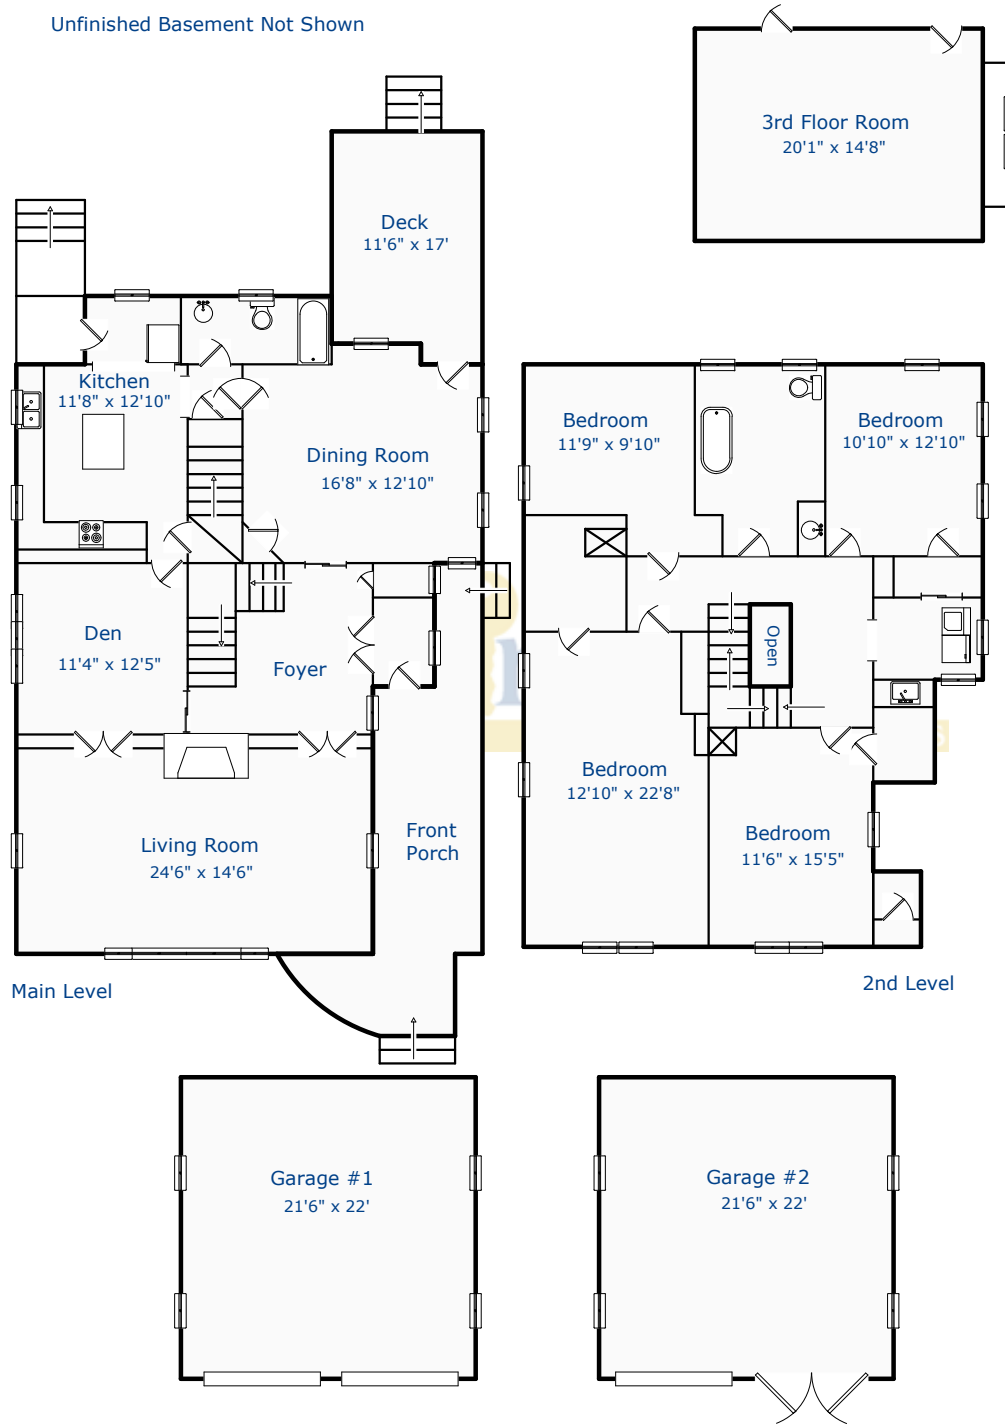 Unfinished Basement Not Shown
3rd Floor Room
20'1" x 14'8"
Deck
11'6" x 17'
Kitchen
11'8" x 12'10"
Dining Room
16'8" x 12'10"
Den
11'4" x 12'5"
Foyer
Living Room
24'6" x 14'6"
Front
Porch
Main Level
Bedroom
11'9" x 9'10"
Bedroom
10'10" x 12'10"
Open
Bedroom
12'10" x 22'8"
Bedroom
11'6" x 15'5"
2nd Level
Garage #1
21'6" x 22'
Garage #2
21'6" x 22'